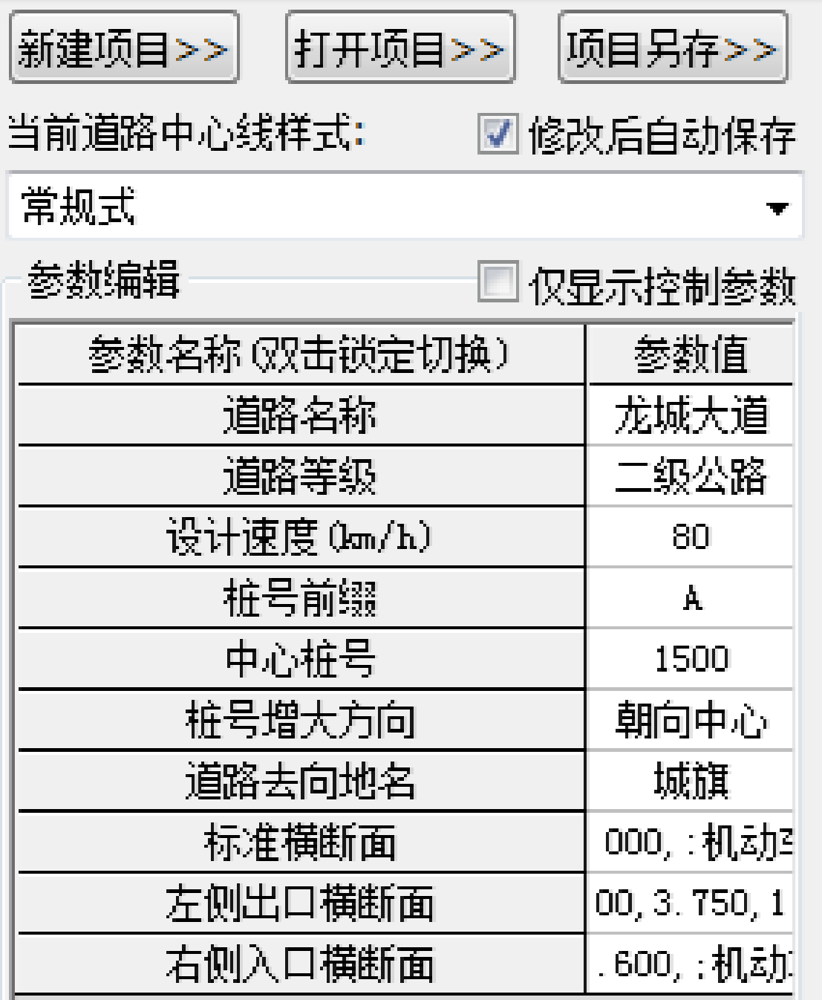 新建项目>> 打开项目>> 项目另存>>
当前道路中心线样式: 修改后自动保存
常规式
参数编辑 仅显示控制参数
参数名称(双击锁定切换) 参数值
道路名称 龙城大道
道路等级 二级公路
设计速度(km/h) 80
桩号前缀 A
中心桩号 1500
桩号增大方向 朝向中心
道路去向地名 城旗
标准横断面 000,:机动
左侧出口横断面 00,3.750,1
右侧入口横断面 .600,:机动